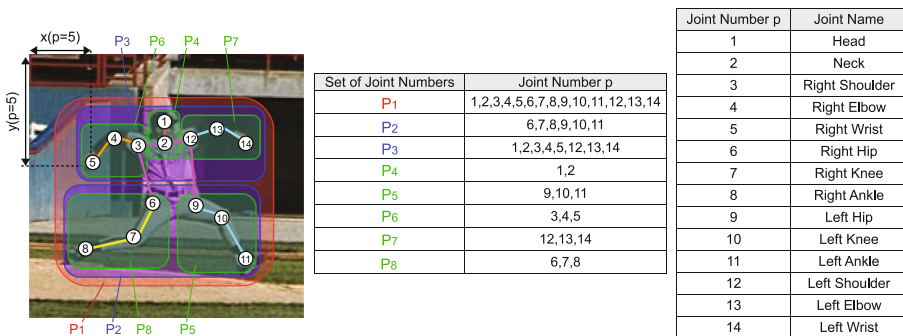 x(p=5)
y(p=5)
P3 P6 P4 P7
1
2
3
4
5
6
7
8
9
10
11
12
13
14
P1 P2 P8 P5
Set of Joint Numbers Joint Number p
P1 1,2,3,4,5,6,7,8,9,10,11,12,13,14
P2 6,7,8,9,10,11
P3 1,2,3,4,5,12,13,14
P4 1,2
P5 9,10,11
P6 3,4,5
P7 12,13,14
P8 6,7,8
Joint Number p Joint Name
1 Head
2 Neck
3 Right Shoulder
4 Right Elbow
5 Right Wrist
6 Right Hip
7 Right Knee
8 Right Ankle
9 Left Hip
10 Left Knee
11 Left Ankle
12 Left Shoulder
13 Left Elbow
14 Left Wrist